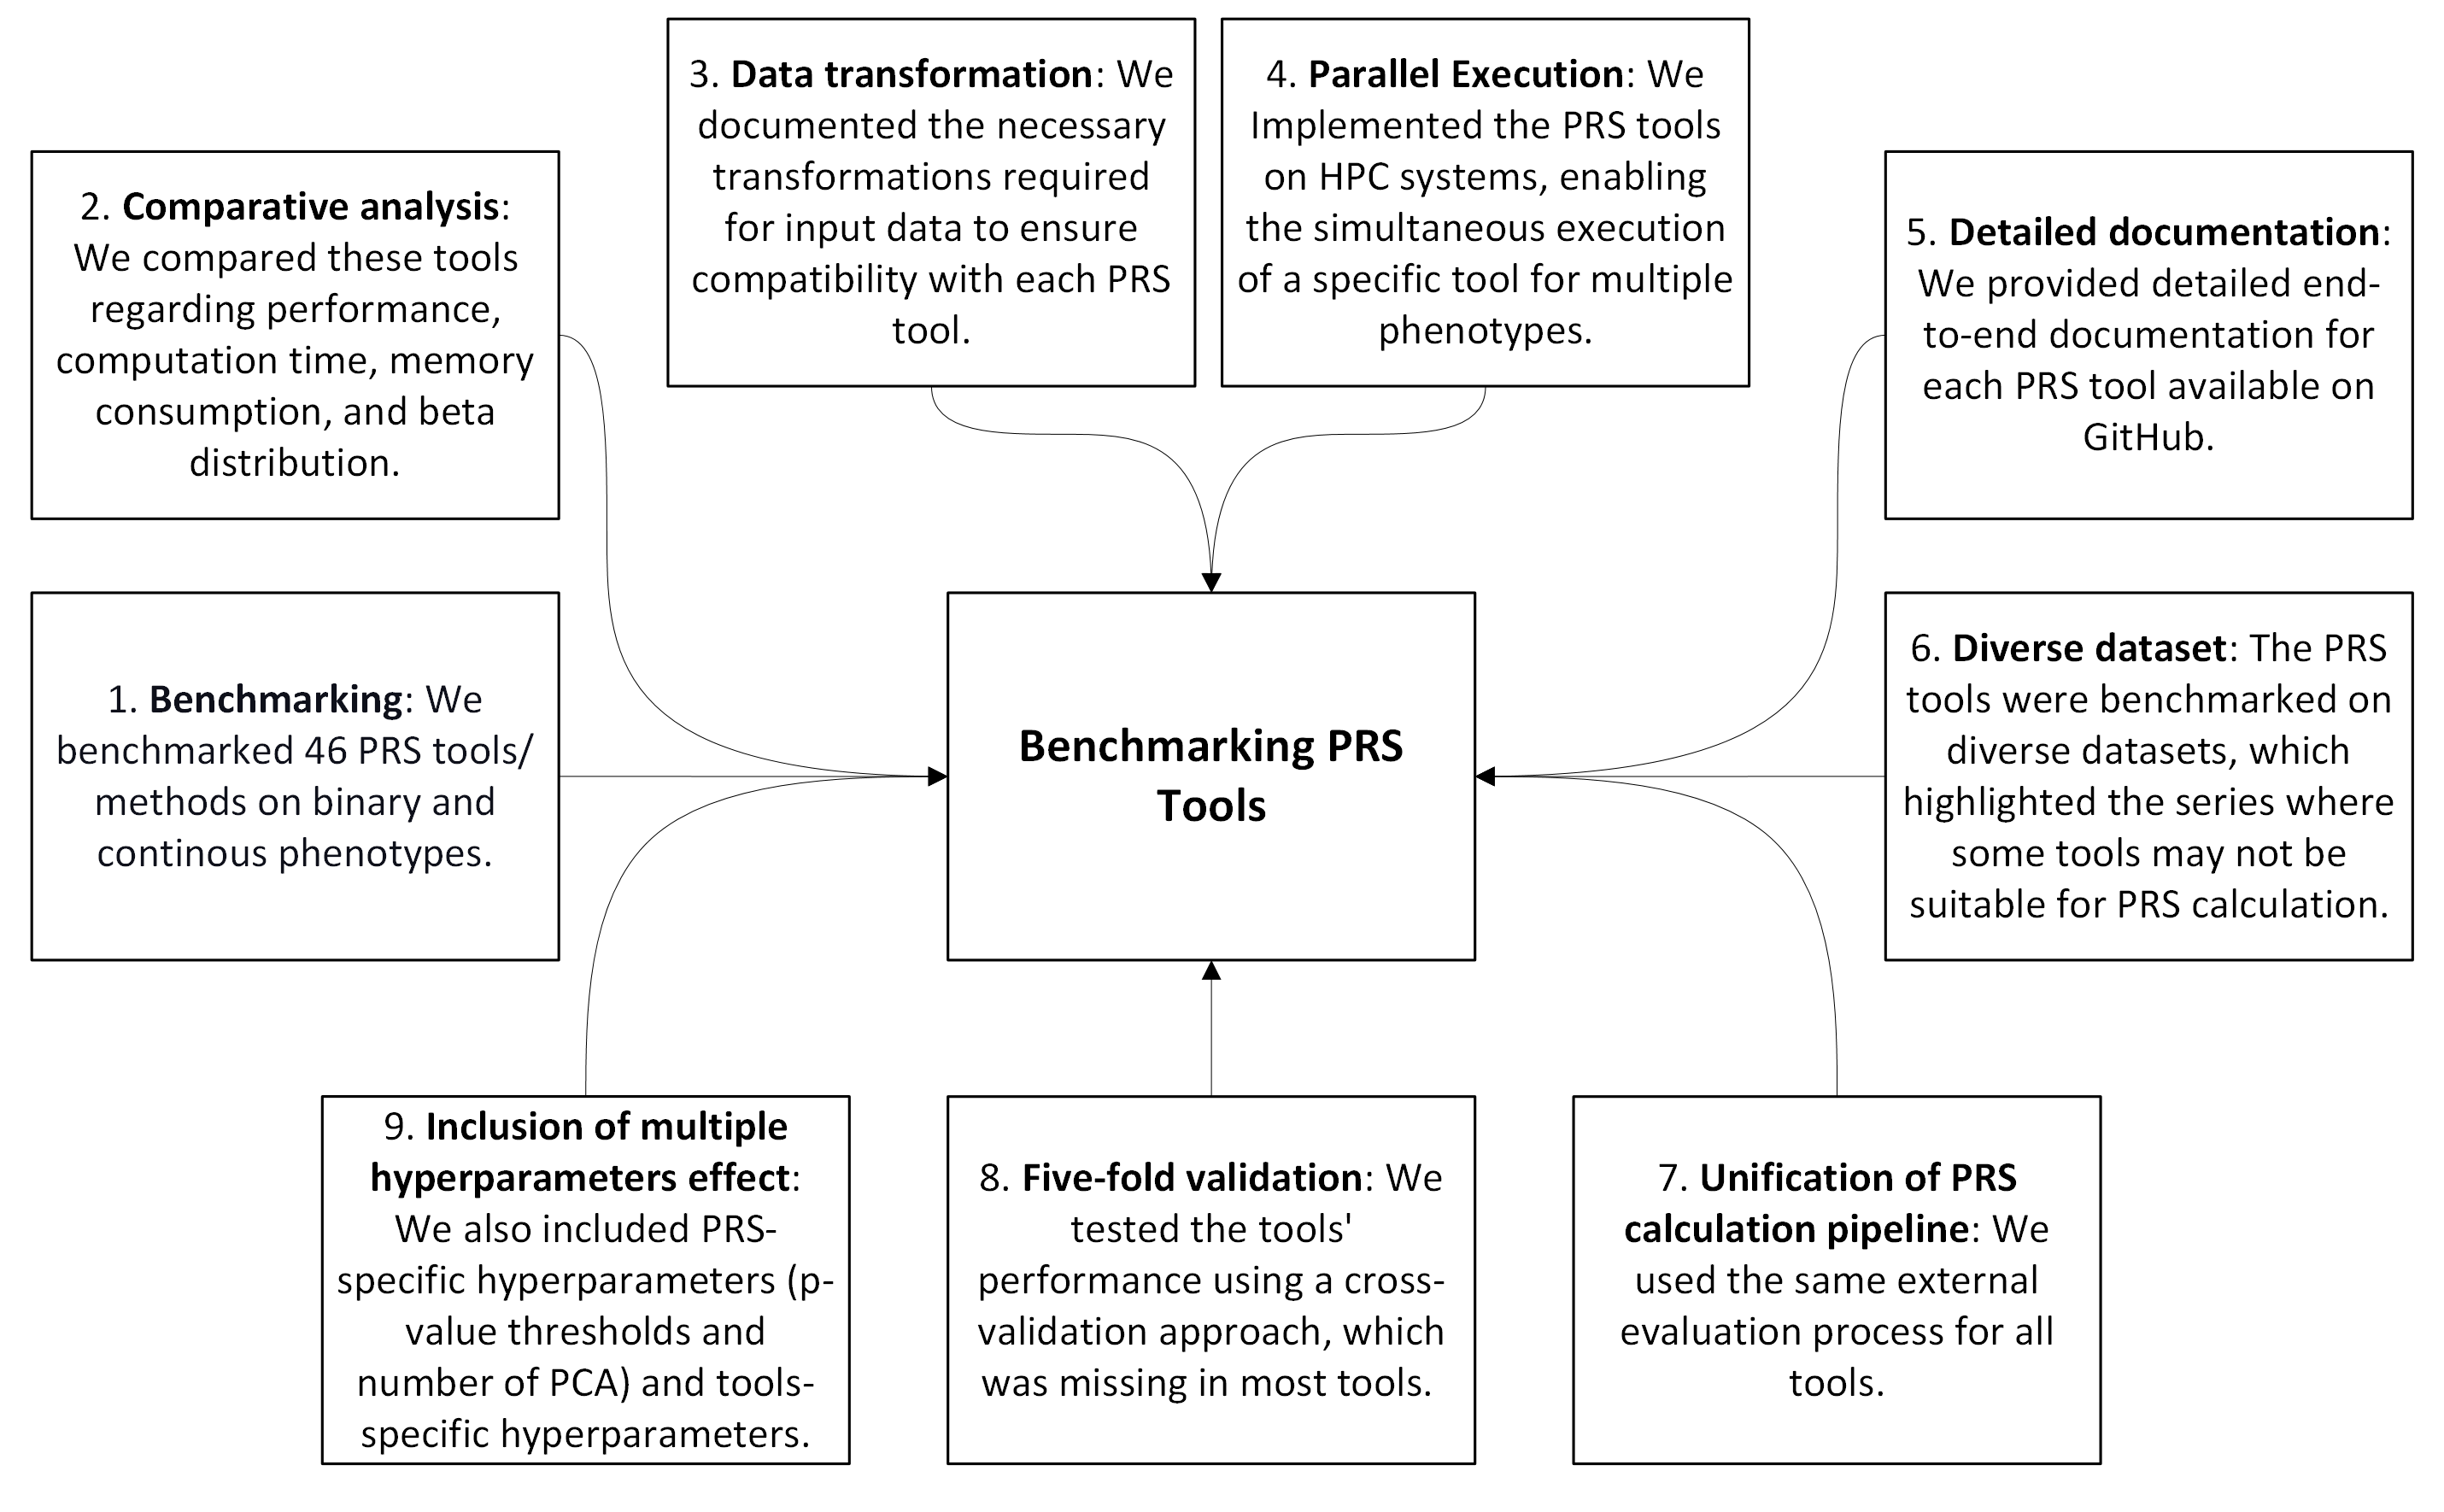 3. Data transformation: We
documented the necessary
transformations required
for input data to ensure
compatibility with each PRS
tool.
4. Parallel Execution: We
Implemented the PRS tools
on HPC systems, enabling
the simultaneous execution
of a specific tool for multiple
phenotypes.
2. Comparative analysis:
We compared these tools
regarding performance,
computation time, memory
consumption, and beta
distribution.
5. Detailed documentation:
We provided detailed end-
to-end documentation for
each PRS tool available on
GitHub.
1. Benchmarking: We
benchmarked 46 PRS tools/
methods on binary and
continous phenotypes.
Benchmarking PRS
Tools
6. Diverse dataset: The PRS
tools were benchmarked on
diverse datasets, which
highlighted the series where
some tools may not be
suitable for PRS calculation.
9. Inclusion of multiple
hyperparameters effect:
We also included PRS-
specific hyperparameters (p-
value thresholds and
number of PCA) and tools-
specific hyperparameters.
8. Five-fold validation: We
tested the tools'
performance using a cross-
validation approach, which
was missing in most tools.
7. Unification of PRS
calculation pipeline: We
used the same external
evaluation process for all
tools.